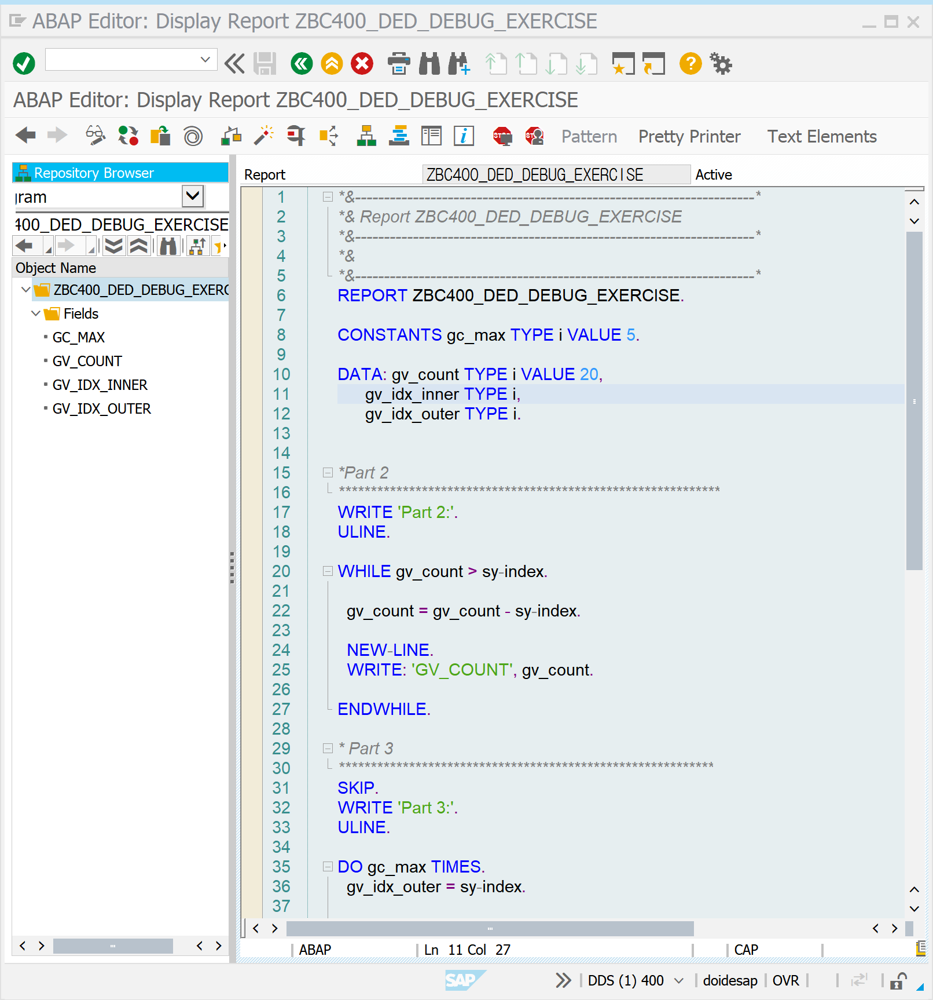 ABAP Editor: Display Report ZBC400_DED_DEBUG_EXERCISE
ABAP Editor: Display Report ZBC400_DED_DEBUG_EXERCISE
Pattern Pretty Printer Text Elements
Repository Browser
gram
400_DED_DEBUG_EXERCISE
Object Name
ZBC400_DED_DEBUG_EXERC
Fields
GC_MAX
GV_COUNT
GV_IDX_INNER
GV_IDX_OUTER
Report ZBC400_DED_DEBUG_EXERCISE Active
1 *&---------------------------------------------------------------------*
2 *& Report ZBC400_DED_DEBUG_EXERCISE
3 *&---------------------------------------------------------------------*
4 *&
5 *&---------------------------------------------------------------------*
6 REPORT ZBC400_DED_DEBUG_EXERCISE.
7
8 CONSTANTS gc_max TYPE i VALUE 5.
9
10 DATA: gv_count TYPE i VALUE 20,
11 gv_idx_inner TYPE i,
12 gv_idx_outer TYPE i.
13
14
15 *Part 2
16 ************************************************************
17 WRITE 'Part 2:'.
18 ULINE.
19
20 WHILE gv_count > sy-index.
21
22 gv_count = gv_count - sy-index.
23
24 NEW-LINE.
25 WRITE: 'GV_COUNT', gv_count.
26
27 ENDWHILE.
28
29 * Part 3
30 ***********************************************************
31 SKIP.
32 WRITE 'Part 3:'.
33 ULINE.
34
35 DO gc_max TIMES.
36 gv_idx_outer = sy-index.
37
ABAP Ln 11 Col 27 CAP
SAP DDS (1) 400 doidesap OVR